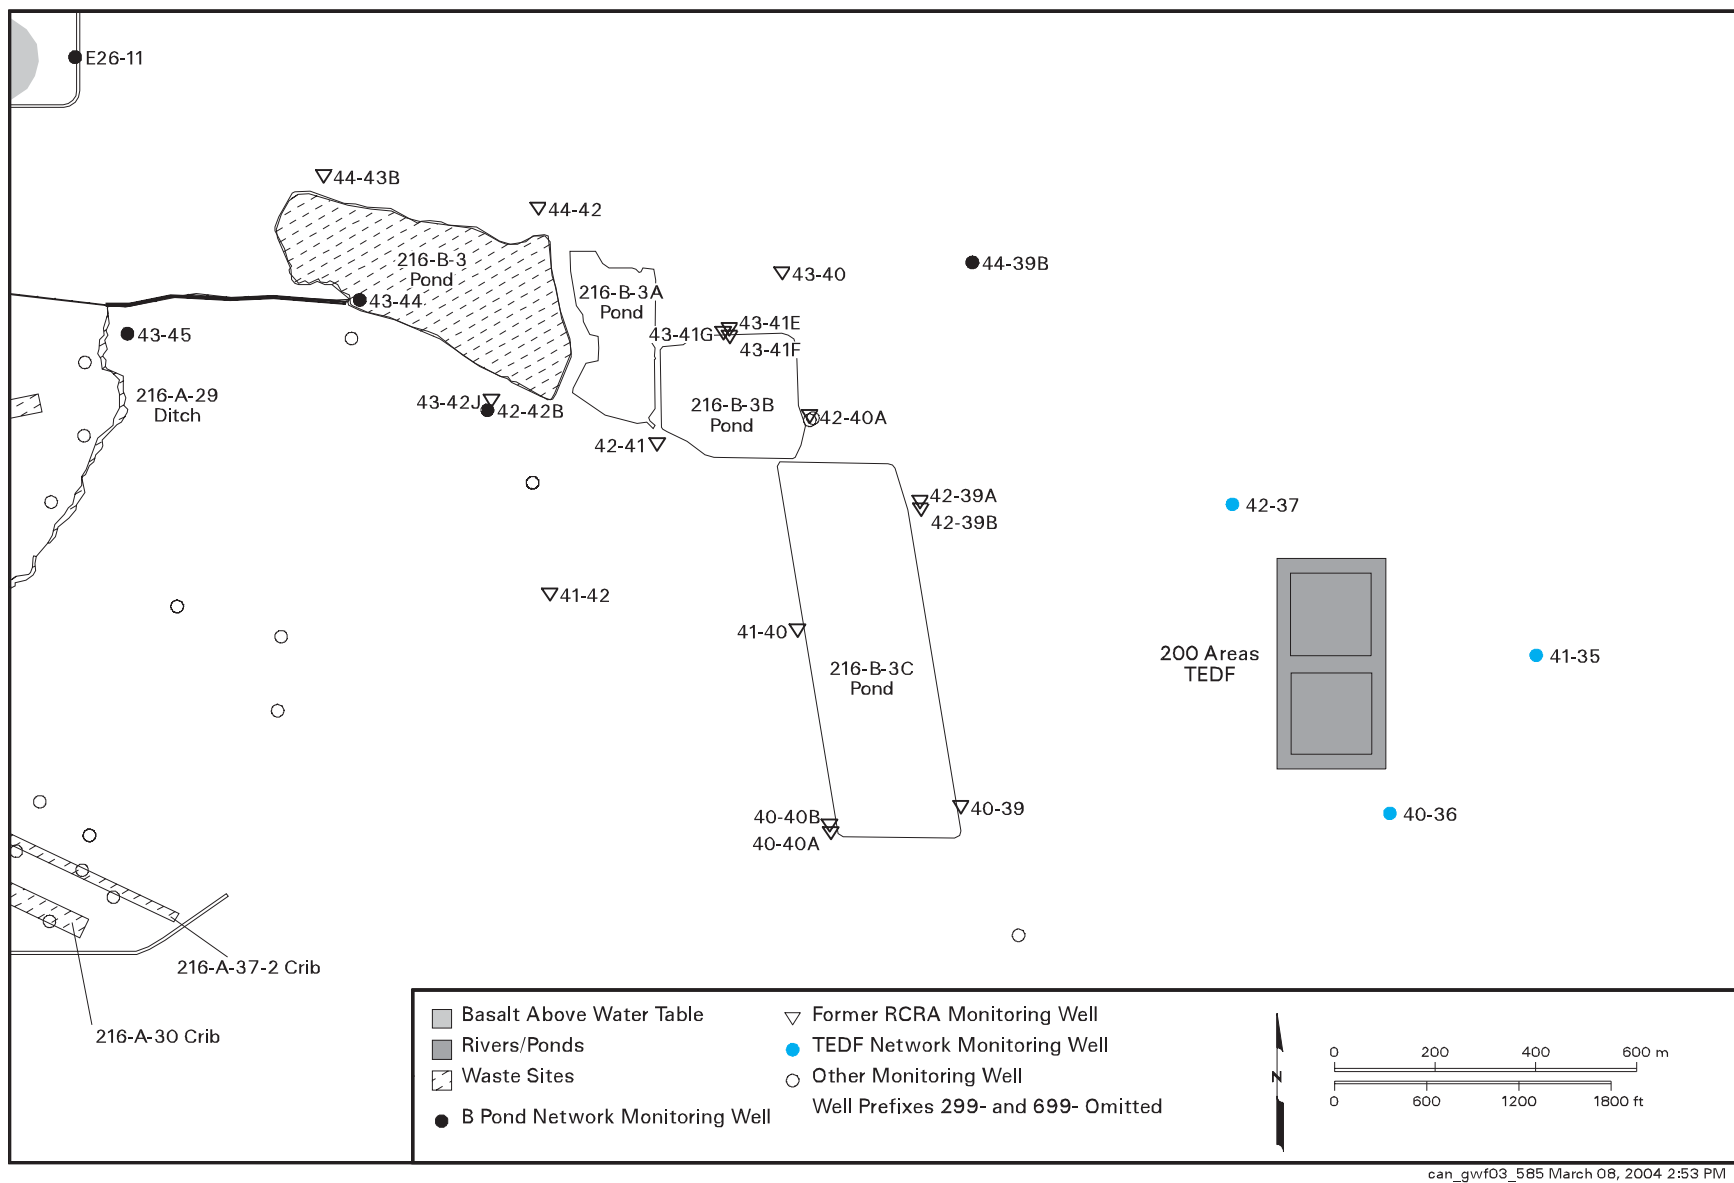 E26-11
44-43B
44-42
216-B-3
Pond
44-39B
43-40
216-B-3A
Pond
43-44
43-45
43-41E
43-41G
43-41F
216-A-29
Ditch
43-42J
42-42B
216-B-3B
Pond
42-40A
42-41
42-39A
42-39B
42-37
41-42
41-40
216-B-3C
Pond
200 Areas
TEDF
41-35
40-39
40-40B
40-40A
40-36
216-A-37-2 Crib
216-A-30 Crib
Basalt Above Water Table
Rivers/Ponds
Waste Sites
B Pond Network Monitoring Well
Former RCRA Monitoring Well
TEDF Network Monitoring Well
Other Monitoring Well
Well Prefixes 299- and 699- Omitted
N
0 200 400 600 m
0 600 1200 1800 ft
can_gwf03_585 March 08, 2004 2:53 PM